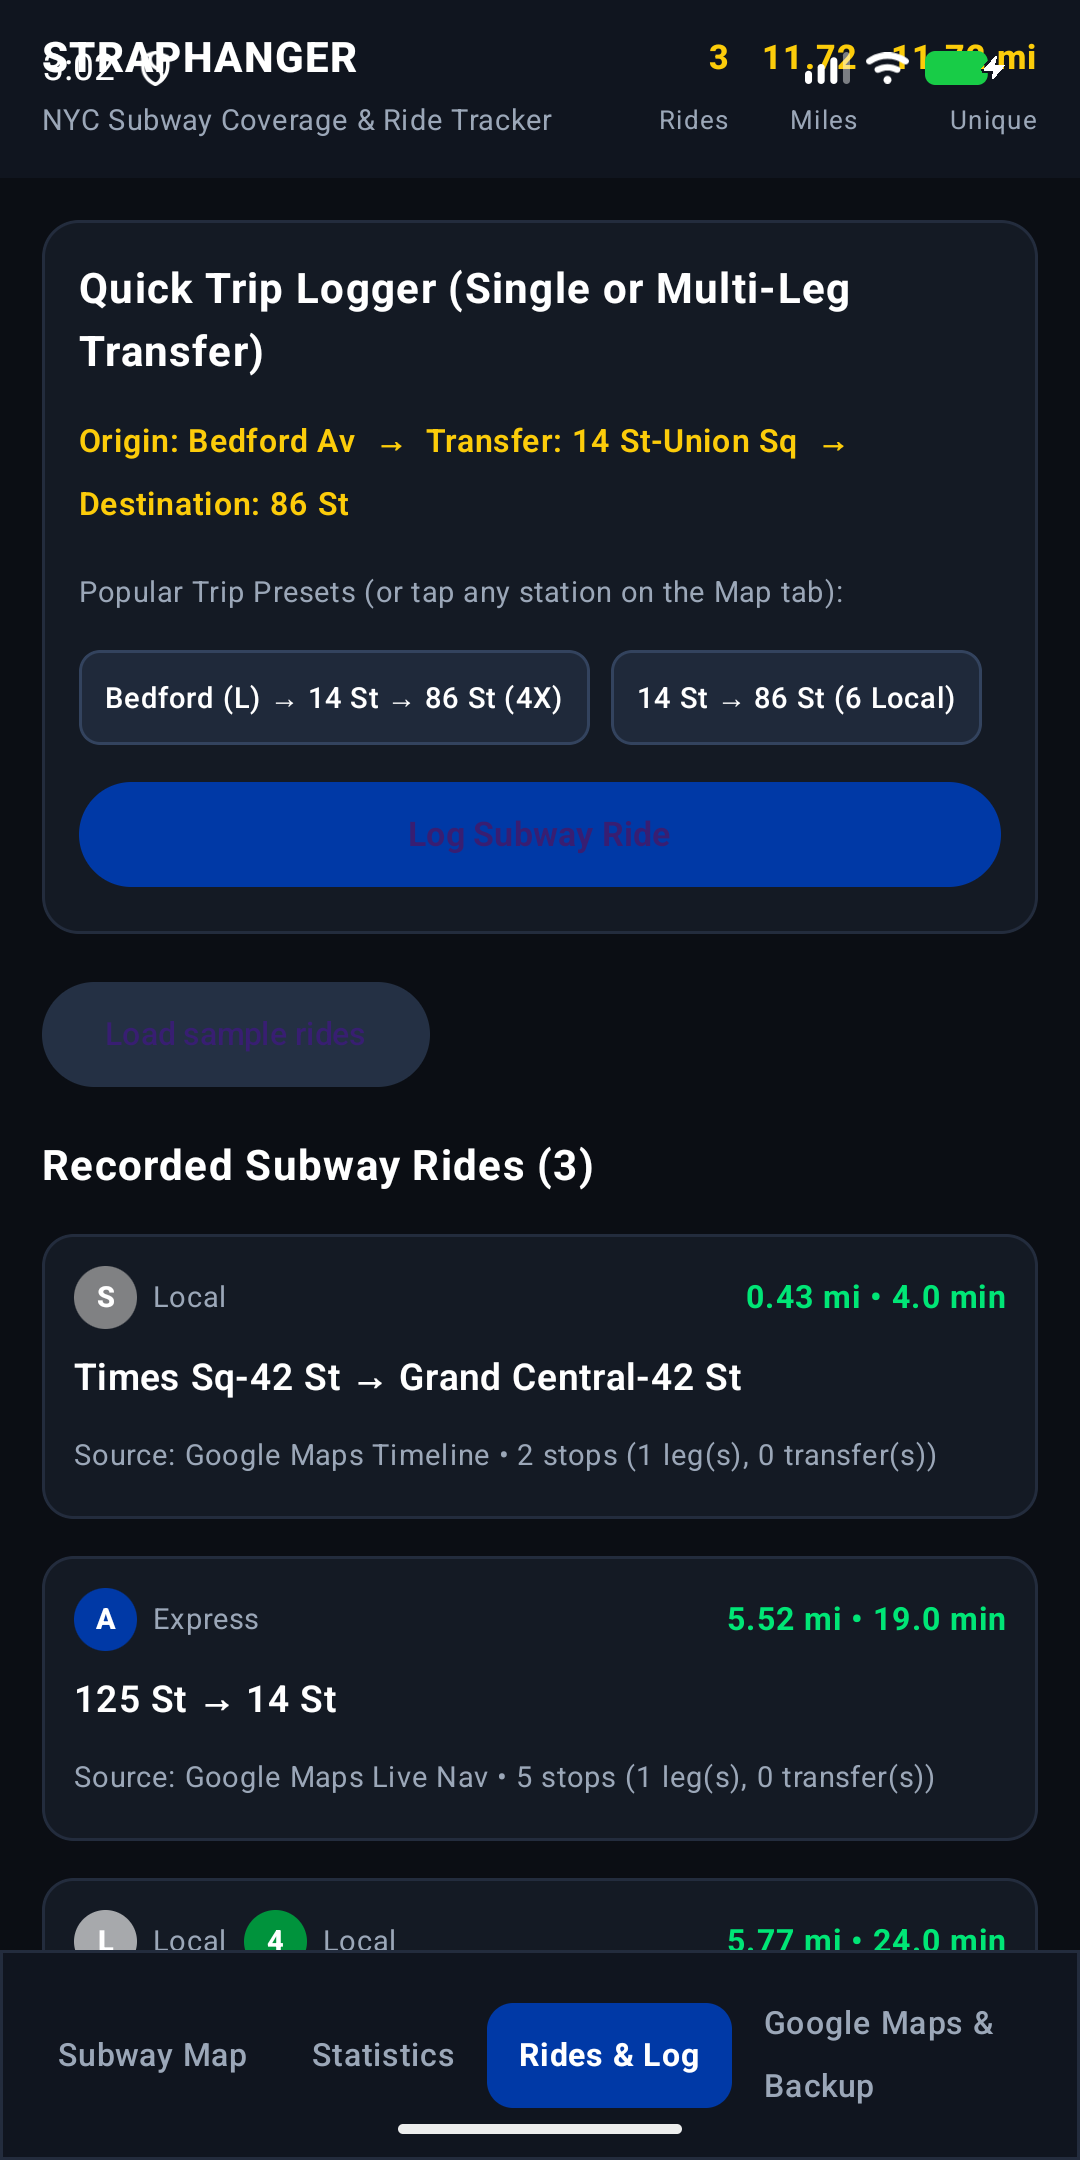 STRAPHANGER
3 11.72 11.72 mi
NYC Subway Coverage & Ride Tracker
Rides Miles Unique
Quick Trip Logger (Single or Multi-Leg
Transfer)
Origin: Bedford Av → Transfer: 14 St-Union Sq →
Destination: 86 St
Popular Trip Presets (or tap any station on the Map tab):
Bedford (L) → 14 St → 86 St (4X)
14 St → 86 St (6 Local)
Log Subway Ride
Load sample rides
Recorded Subway Rides (3)
S Local 0.43 mi • 4.0 min
Times Sq-42 St → Grand Central-42 St
Source: Google Maps Timeline • 2 stops (1 leg(s), 0 transfer(s))
A Express 5.52 mi • 19.0 min
125 St → 14 St
Source: Google Maps Live Nav • 5 stops (1 leg(s), 0 transfer(s))
L Local 4 Local 5.77 mi • 24.0 min
Subway Map
Statistics
Rides & Log
Google Maps &
Backup